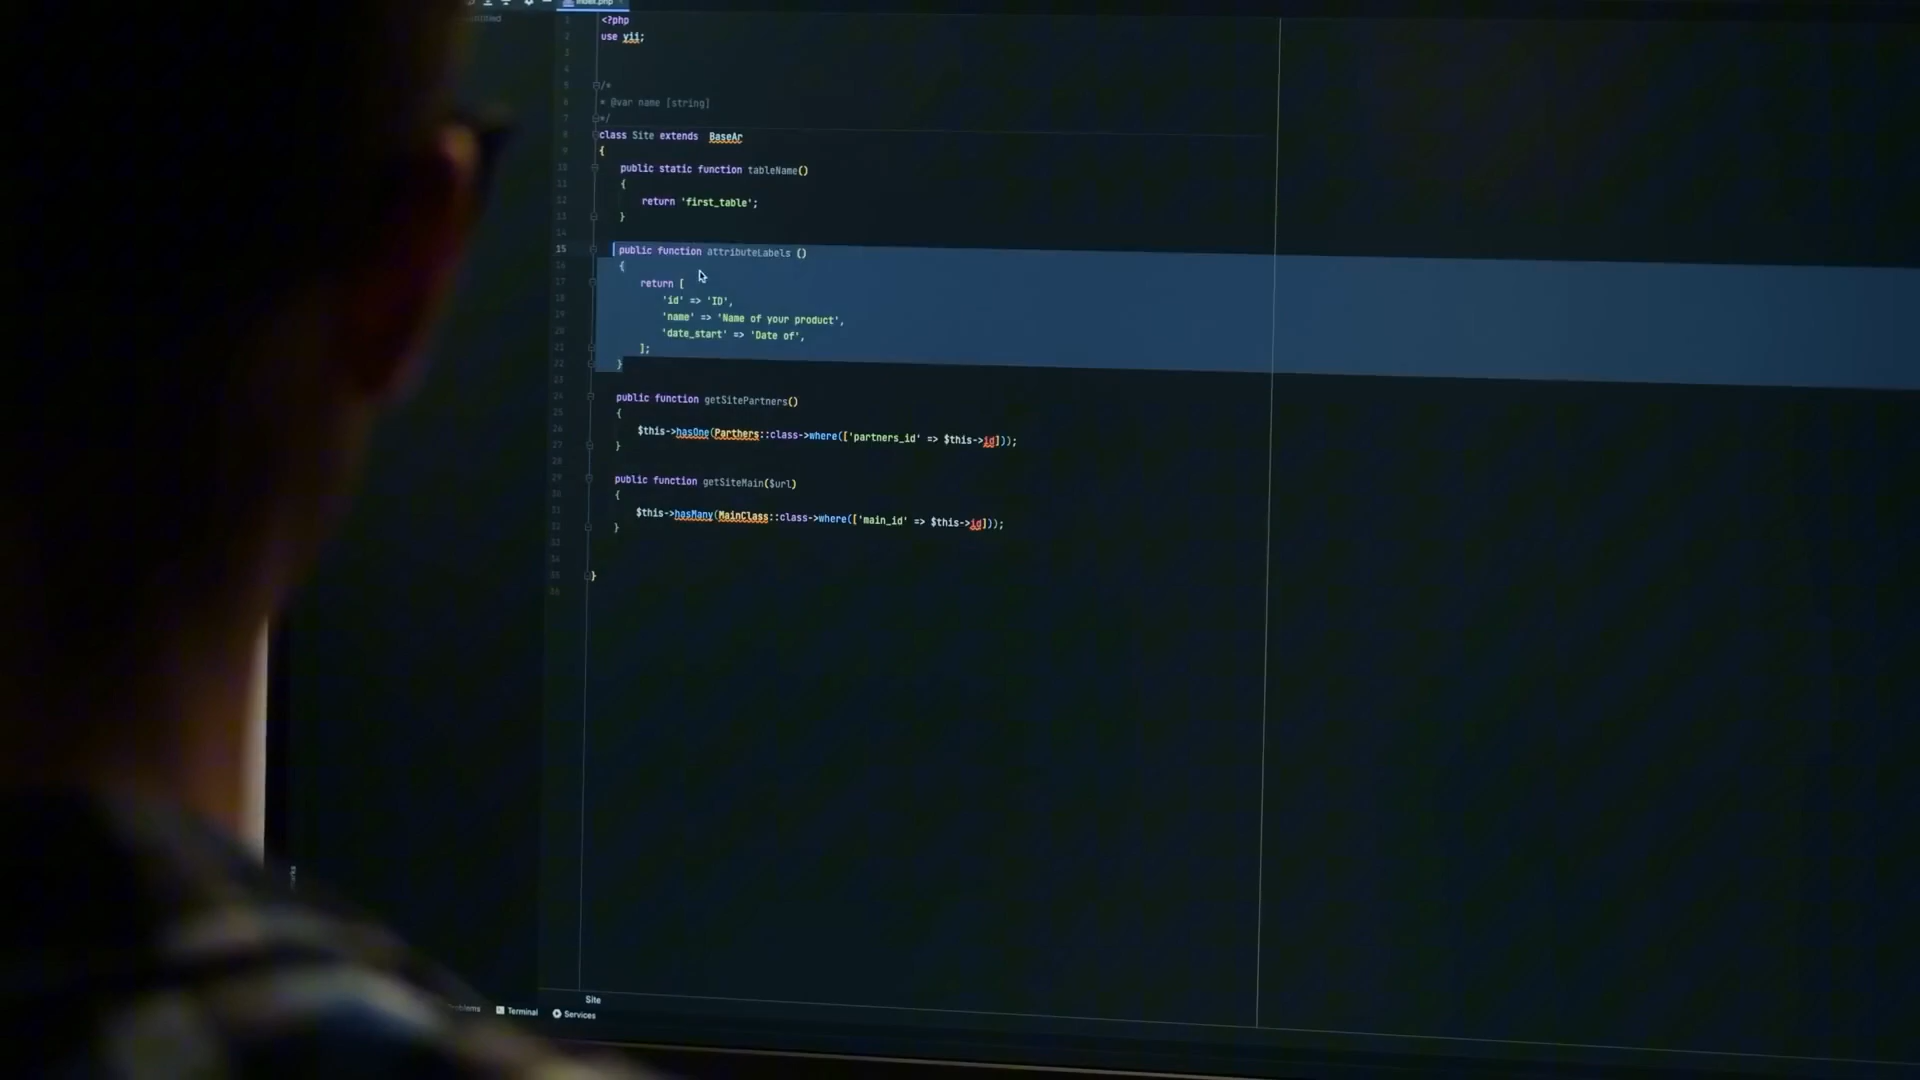 index.php
<?php
use yii;
/*
* @var name [string]
*/
class Site extends BaseAr
{
public static function tableName()
{
return 'first_table';
}
public function attributeLabels ()
{
return [
'id' => 'ID',
'name' => 'Name of your product',
'date_start' => 'Date of',
];
}
public function getSitePartners()
{
$this->hasOne(Parthers::class->where(['partners_id' => $this->id]));
}
public function getSiteMain($url)
{
$this->hasMany(MainClass::class->where(['main_id' => $this->id]));
}
}
Site
Terminal
Services